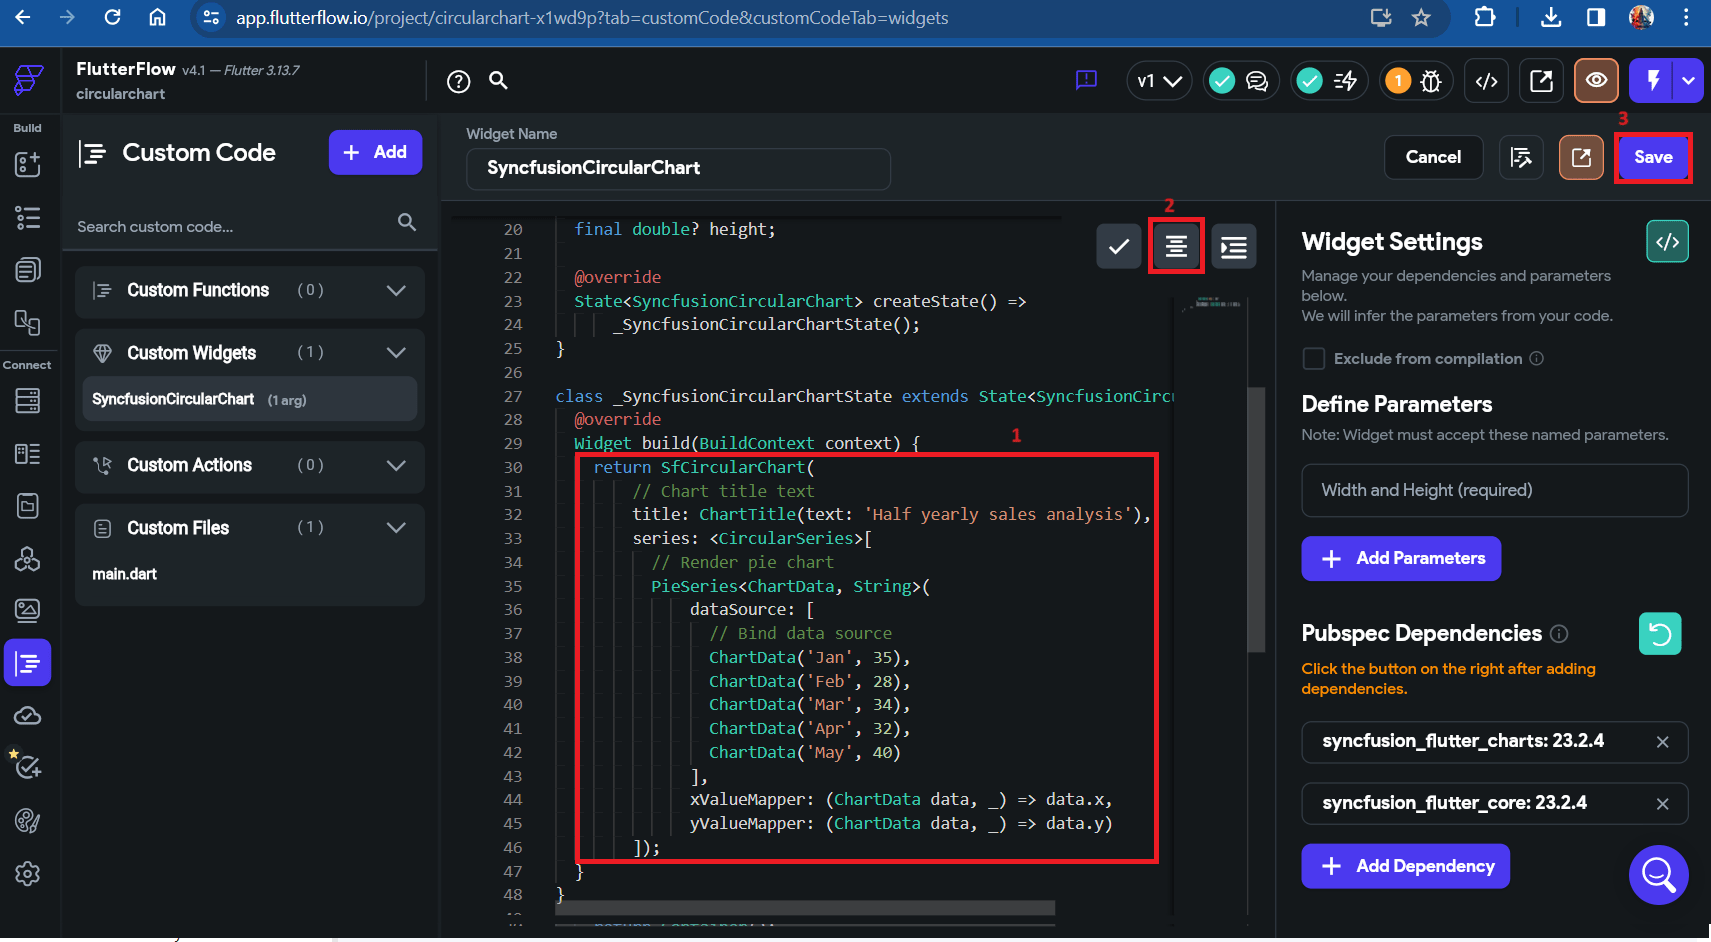 app.flutterflow.io/project/circularchart-x1wd9p?tab=customCode&customCodeTab=widgets
FlutterFlow v4.1 — Flutter 3.13.7
circularchart
v1
1
Build
Connect
Custom Code
+ Add
Search custom code...
Custom Functions (0)
Custom Widgets (1)
SyncfusionCircularChart (1 arg)
Custom Actions (0)
Custom Files (1)
main.dart
Widget Name
SyncfusionCircularChart
Cancel
3
Save
2
20 final double? height;
21
22 @override
23 State<SyncfusionCircularChart> createState() =>
24 _SyncfusionCircularChartState();
25 }
26
27 class _SyncfusionCircularChartState extends State<SyncfusionCircu
28 @override
29 Widget build(BuildContext context) {
1
30 return SfCircularChart(
31 // Chart title text
32 title: ChartTitle(text: 'Half yearly sales analysis'),
33 series: <CircularSeries>[
34 // Render pie chart
35 PieSeries<ChartData, String>(
36 dataSource: [
37 // Bind data source
38 ChartData('Jan', 35),
39 ChartData('Feb', 28),
40 ChartData('Mar', 34),
41 ChartData('Apr', 32),
42 ChartData('May', 40)
43 ],
44 xValueMapper: (ChartData data, _) => data.x,
45 yValueMapper: (ChartData data, _) => data.y)
46 ]);
47 }
48 }
Widget Settings
Manage your dependencies and parameters
below.
We will infer the parameters from your code.
Exclude from compilation
Define Parameters
Note: Widget must accept these named parameters.
Width and Height (required)
+ Add Parameters
Pubspec Dependencies
Click the button on the right after adding
dependencies.
syncfusion_flutter_charts: 23.2.4
syncfusion_flutter_core: 23.2.4
+ Add Dependency